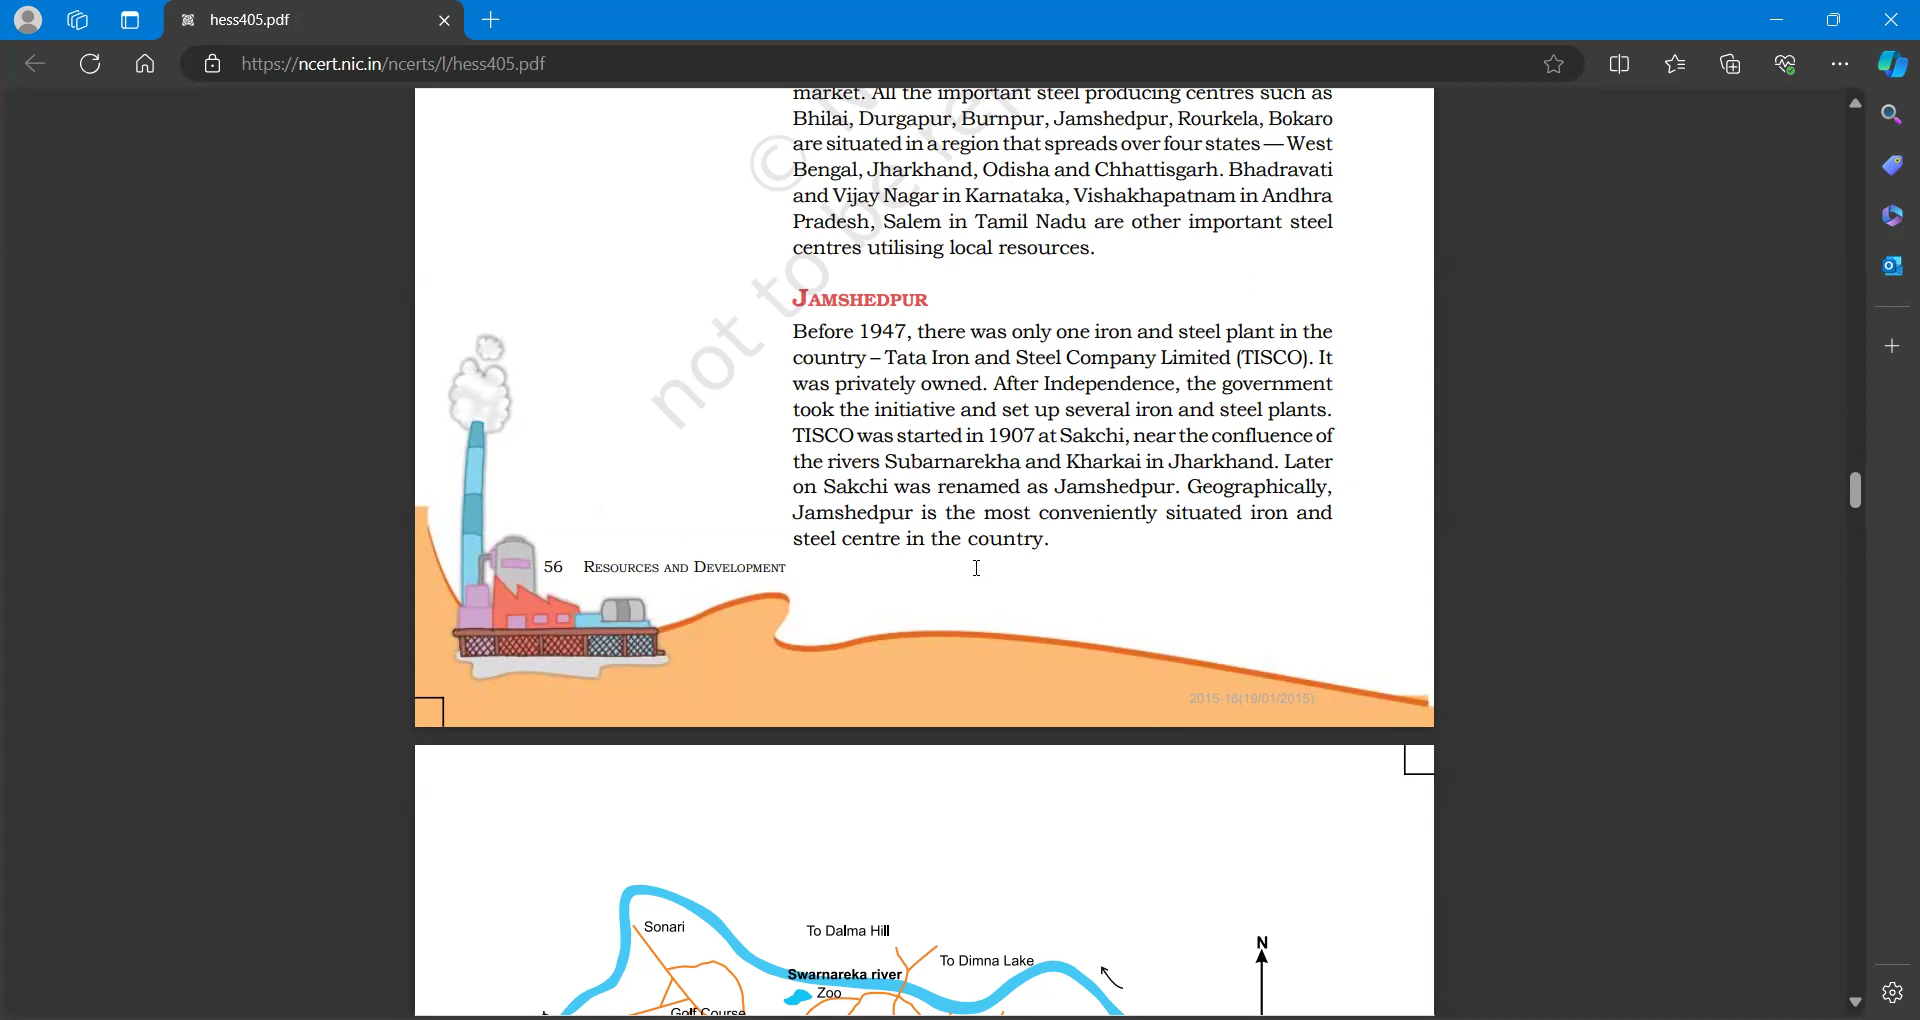 hess405.pdf
https://ncert.nic.in/ncerts/l/hess405.pdf
market. All the important steel producing centres such as
Bhilai, Durgapur, Burnpur, Jamshedpur, Rourkela, Bokaro
are situated in a region that spreads over four states — West
Bengal, Jharkhand, Odisha and Chhattisgarh. Bhadravati
and Vijay Nagar in Karnataka, Vishakhapatnam in Andhra
Pradesh, Salem in Tamil Nadu are other important steel
centres utilising local resources.
JAMSHEDPUR
Before 1947, there was only one iron and steel plant in the
country – Tata Iron and Steel Company Limited (TISCO). It
was privately owned. After Independence, the government
took the initiative and set up several iron and steel plants.
TISCO was started in 1907 at Sakchi, near the confluence of
the rivers Subarnarekha and Kharkai in Jharkhand. Later
on Sakchi was renamed as Jamshedpur. Geographically,
Jamshedpur is the most conveniently situated iron and
steel centre in the country.
56 RESOURCES AND DEVELOPMENT
2015-16(19/01/2015)
not to be
©
Sonari
To Dalma Hill
To Dimna Lake
Swarnareka river
Zoo
Golf Course
N